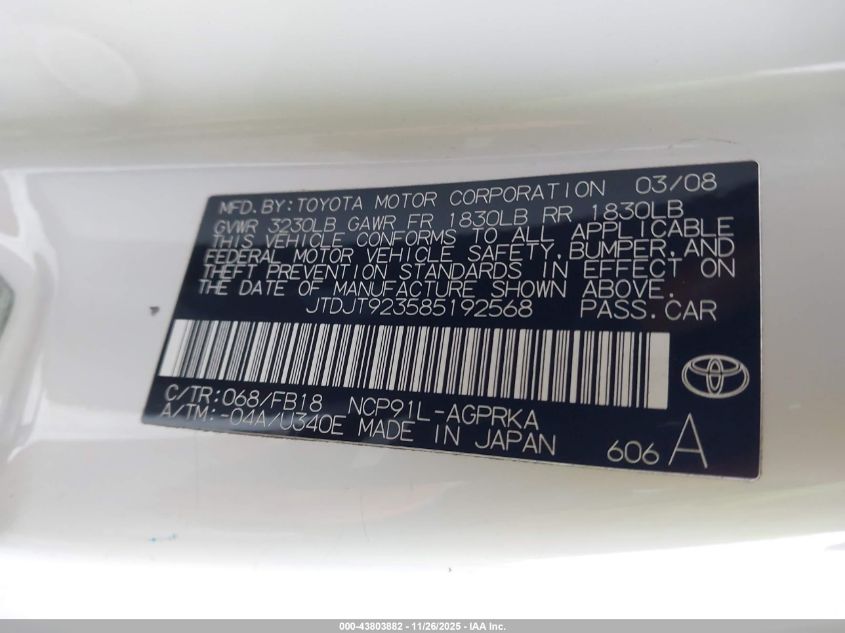 MFD.BY:TOYOTA MOTOR CORPORATION 03/08
GVWR 3230LB GAWR FR 1830LB RR 1830LB
THIS VEHICLE CONFORMS TO ALL APPLICABLE
FEDERAL MOTOR VEHICLE SAFETY,BUMPER,AND
THEFT PREVENTION STANDARDS IN EFFECT ON
THE DATE OF MANUFACTURE SHOWN ABOVE.
JTDJT923585192568 PASS.CAR
C/TR:068/FB18 NCP91L-AGPRKA
A/TM:-04A/U340E MADE IN JAPAN
606 A
000-43803882 - 11/26/2025 - IAA Inc.